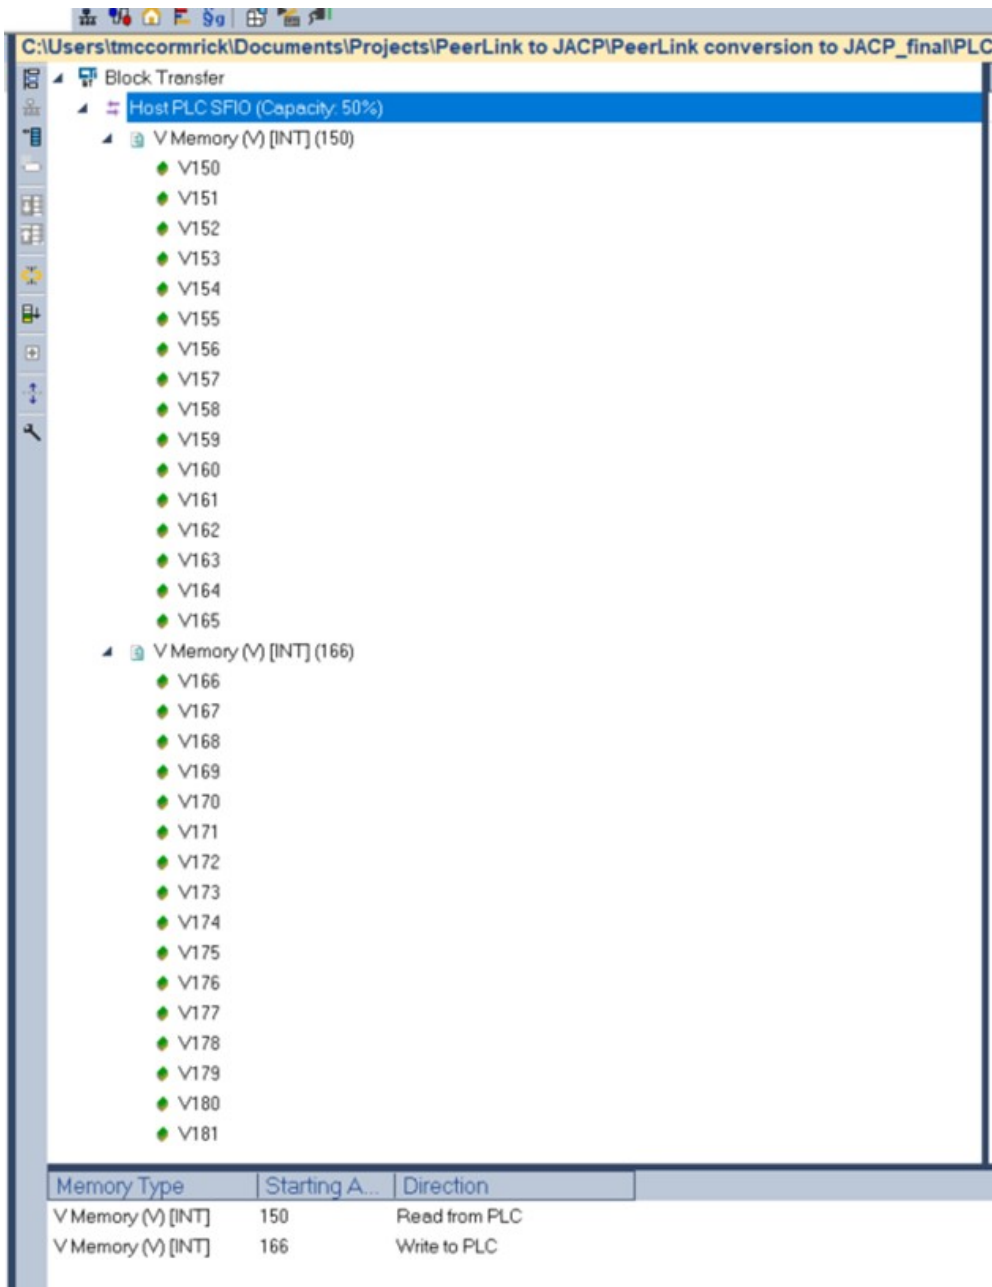 C:\Users\tmccormrick\Documents\Projects\PeerLink to JACP\PeerLink conversion to JACP_final\PLC
Block Transfer
Host PLC SFIO (Capacity: 50%)
V Memory (V) [INT] (150)
V150
V151
V152
V153
V154
V155
V156
V157
V158
V159
V160
V161
V162
V163
V164
V165
V Memory (V) [INT] (166)
V166
V167
V168
V169
V170
V171
V172
V173
V174
V175
V176
V177
V178
V179
V180
V181
Memory Type Starting A... Direction
V Memory (V) [INT] 150 Read from PLC
V Memory (V) [INT] 166 Write to PLC